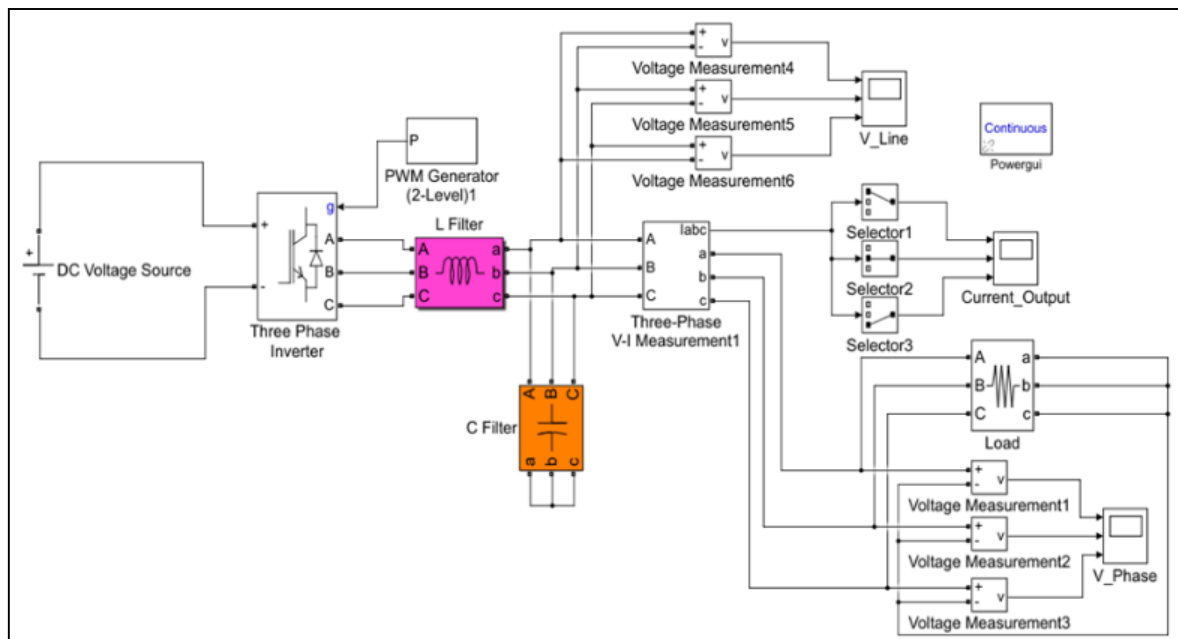 +
-
v
Voltage Measurement4
+
-
v
Voltage Measurement5
+
-
v
Voltage Measurement6
V_Line
Continuous
Powergui
P
PWM Generator
(2-Level)1
+
DC Voltage Source
+
-
g
A
B
C
Three Phase
Inverter
L Filter
A
B
C
a
b
c
A
B
C
Iabc
a
b
c
Three-Phase
V-I Measurement1
Selector1
Selector2
Selector3
Current_Output
A
B
C
a
b
c
C Filter
A
B
C
a
b
c
Load
+
-
v
Voltage Measurement1
+
-
v
Voltage Measurement2
+
-
v
Voltage Measurement3
V_Phase